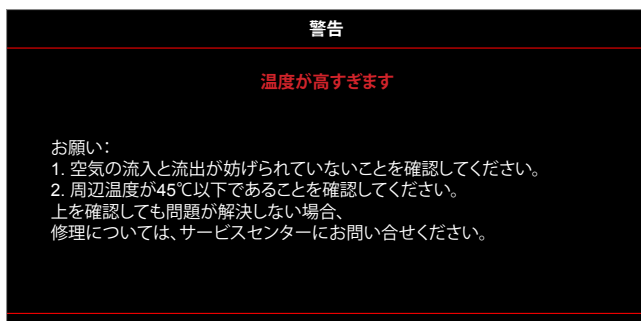 警告
温度が高すぎます
お願い：
1. 空気の流入と流出が妨げられていないことを確認してください。
2. 周辺温度が45℃以下であることを確認してください。
上を確認しても問題が解決しない場合、
修理については、サービスセンターにお問い合せください。